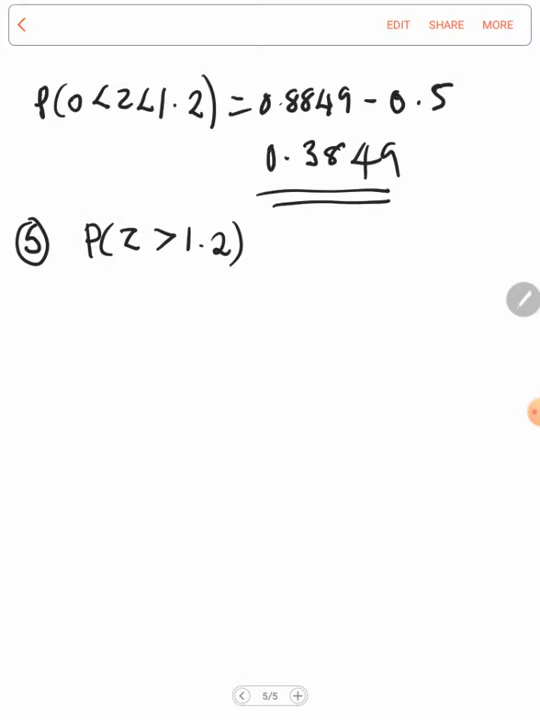 EDIT SHARE MORE
P(0<z<1.2) = 0.8849 - 0.5
0.3849
⑤ P(z > 1.2)
5/5